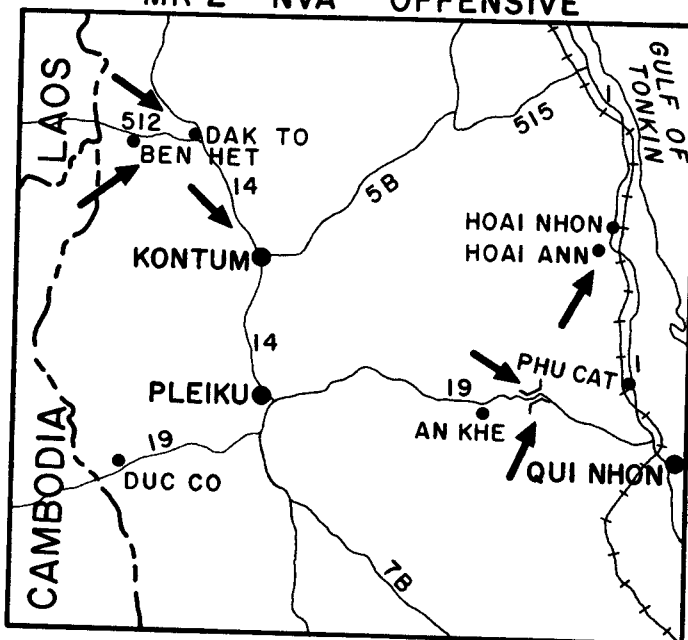 MR 2 NVA OFFENSIVE
LAOS
GULF OF
TONKIN
512
DAK TO
BEN HET
14
1
515
5B
HOAI NHON
HOAI ANN
KONTUM
14
PHU CAT
1
PLEIKU
19
AN KHE
QUI NHON
19
DUC CO
CAMBODIA
7B